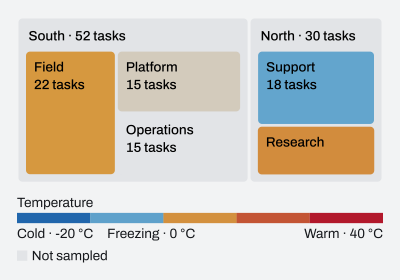 South · 52 tasks
Field
22 tasks
Platform
15 tasks
Operations
15 tasks
North · 30 tasks
Support
18 tasks
Research
Temperature
Cold · -20 °C
Freezing · 0 °C
Warm · 40 °C
Not sampled